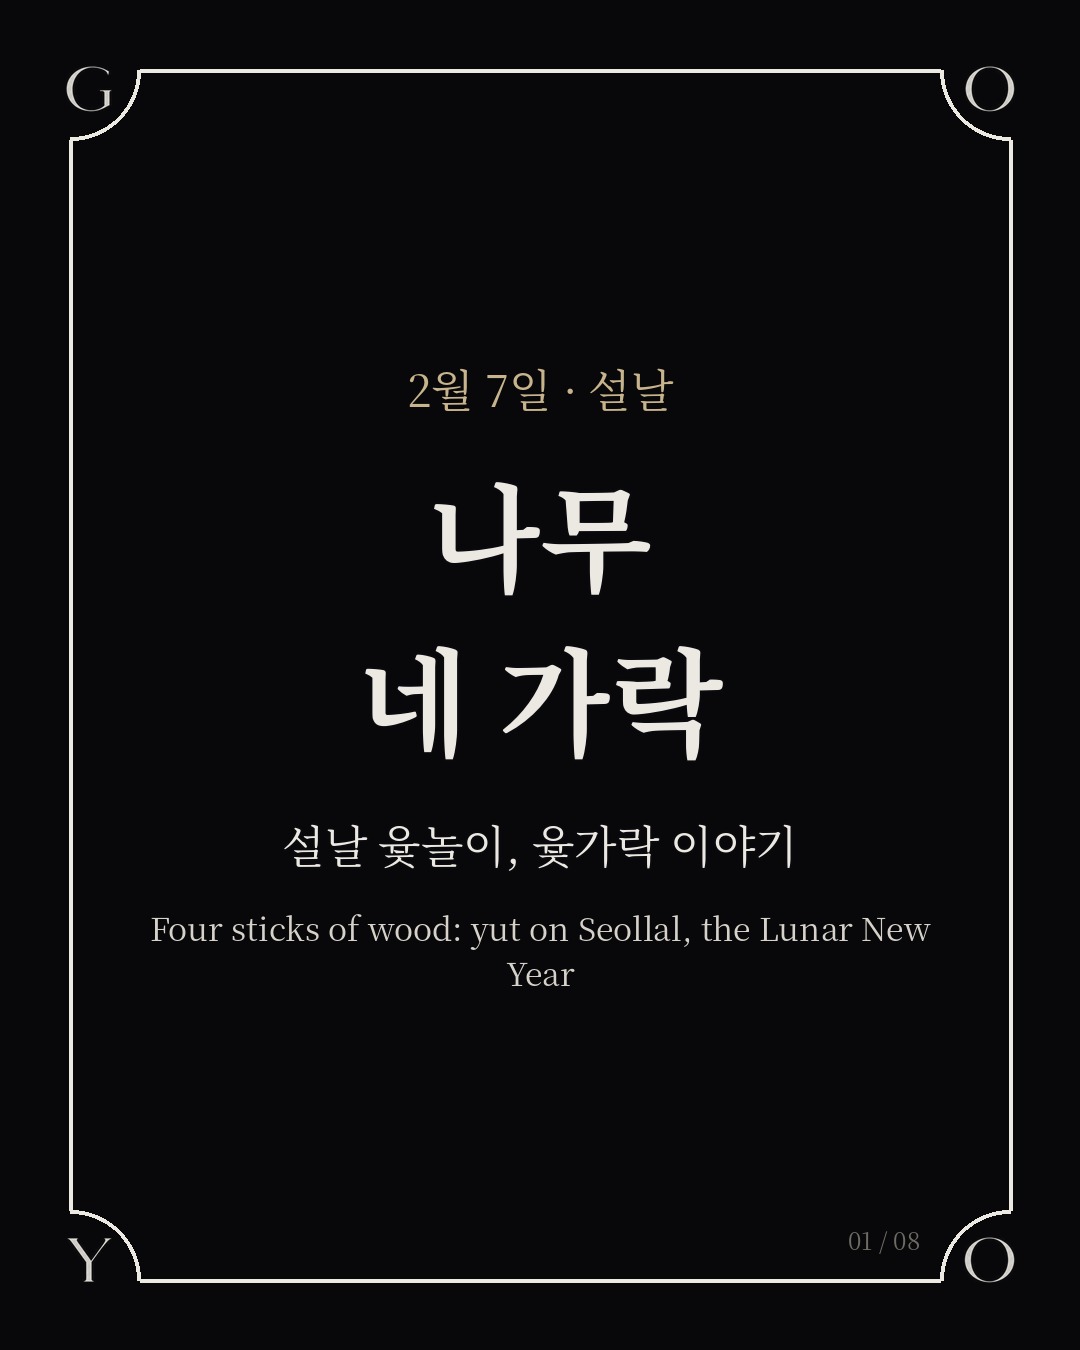 G O
2월 7일 · 설날
나무
네 가락
설날 윷놀이, 윷가락 이야기
Four sticks of wood: yut on Seollal, the Lunar New
Year
01 / 08
Y O